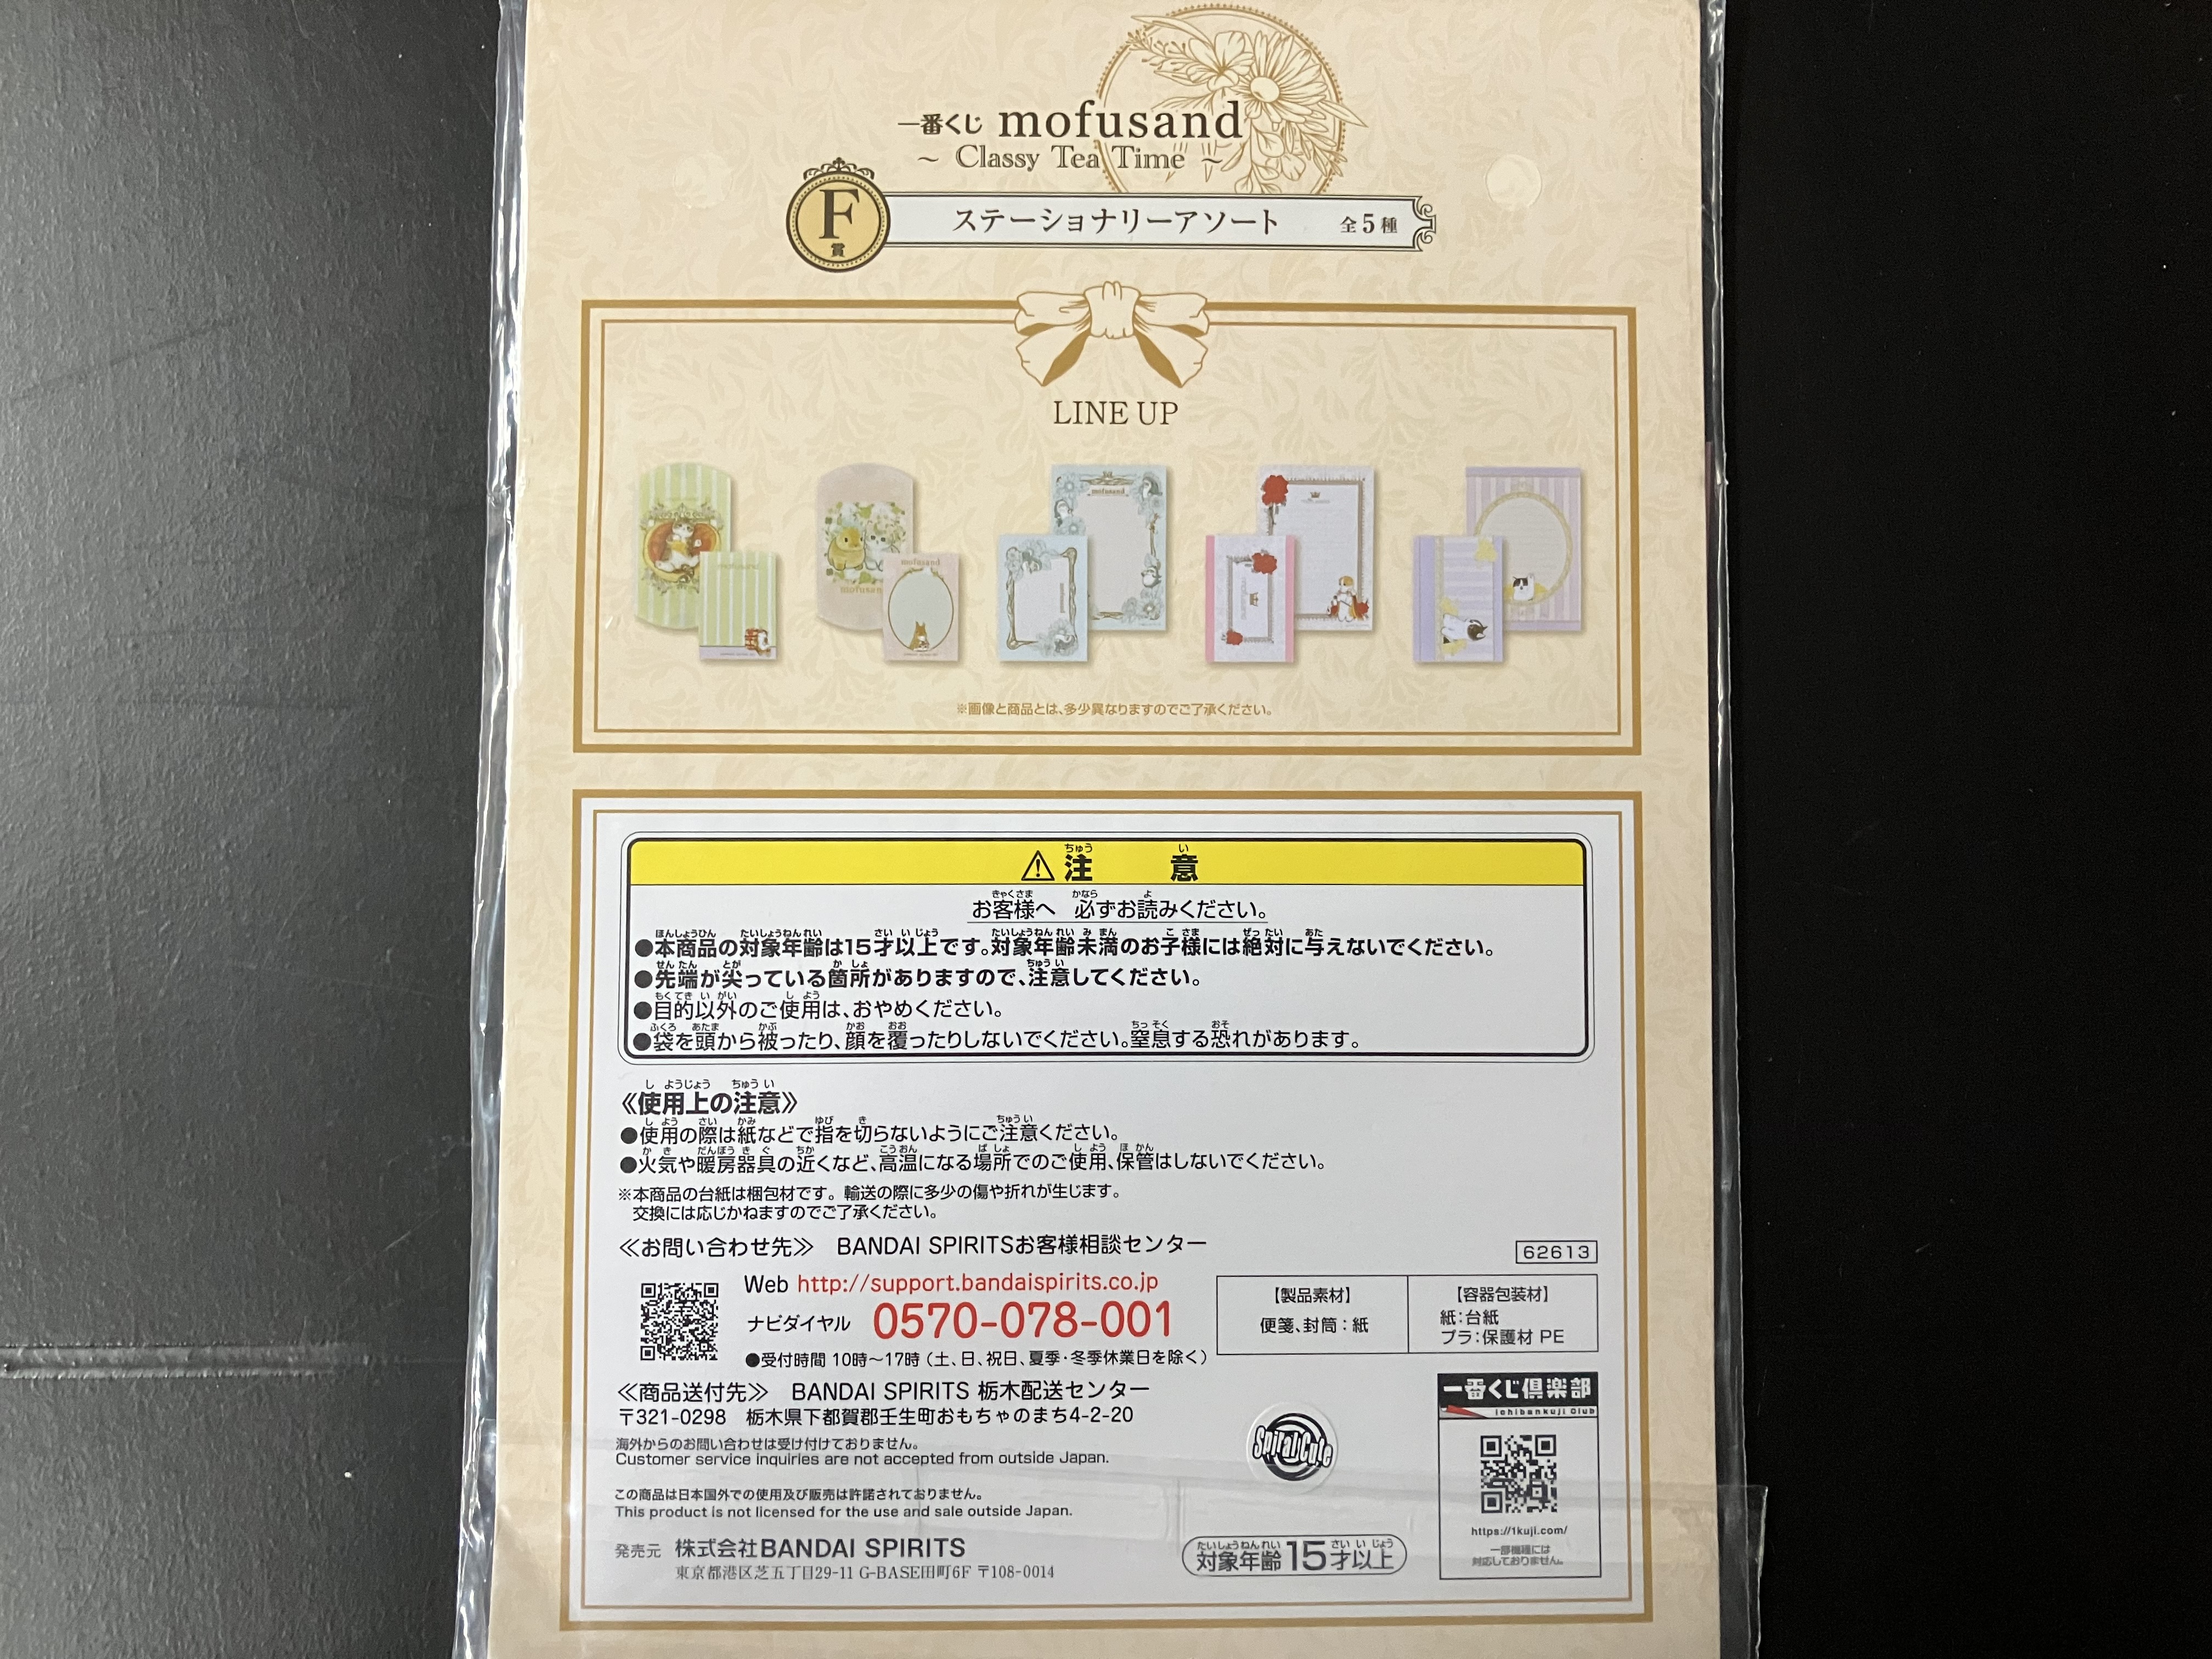 一番くじ mofusand
～ Classy Tea Time ～
F賞 ステーショナリーアソート 全5種
LINE UP
mofusand
mofusand
mofusand
mofusand
※画像と商品とは、多少異なりますのでご了承ください。
⚠注意
お客様へ 必ずお読みください。
●本商品の対象年齢は15才以上です。対象年齢未満のお子様には絶対に与えないでください。
●先端が尖っている箇所がありますので、注意してください。
●目的以外のご使用は、おやめください。
●袋を頭から被ったり、顔を覆ったりしないでください。窒息する恐れがあります。
《使用上の注意》
●使用の際は紙などで指を切らないようにご注意ください。
●火気や暖房器具の近くなど、高温になる場所でのご使用、保管はしないでください。
※本商品の台紙は梱包材です。輸送の際に多少の傷や折れが生じます。
交換には応じかねますのでご了承ください。
≪お問い合わせ先≫ BANDAI SPIRITSお客様相談センター
62613
Web http://support.bandaispirits.co.jp
ナビダイヤル 0570-078-001
●受付時間 10時～17時(土、日、祝日、夏季・冬季休業日を除く)
【製品素材】
便箋、封筒：紙
【容器包装材】
紙：台紙
プラ：保護材 PE
≪商品送付先≫ BANDAI SPIRITS 栃木配送センター
〒321-0298 栃木県下都賀郡壬生町おもちゃのまち4-2-20
海外からのお問い合わせは受け付けておりません。
Customer service inquiries are not accepted from outside Japan.
この商品は日本国外での使用及び販売は許諾されておりません。
This product is not licensed for the use and sale outside Japan.
発売元 株式会社BANDAI SPIRITS
東京都港区芝五丁目29-11 G-BASE田町6F 〒108-0014
SpiralCute
対象年齢15才以上
一番くじ倶楽部
ichibankuji Club
https://1kuji.com/
一部機種には
対応しておりません。